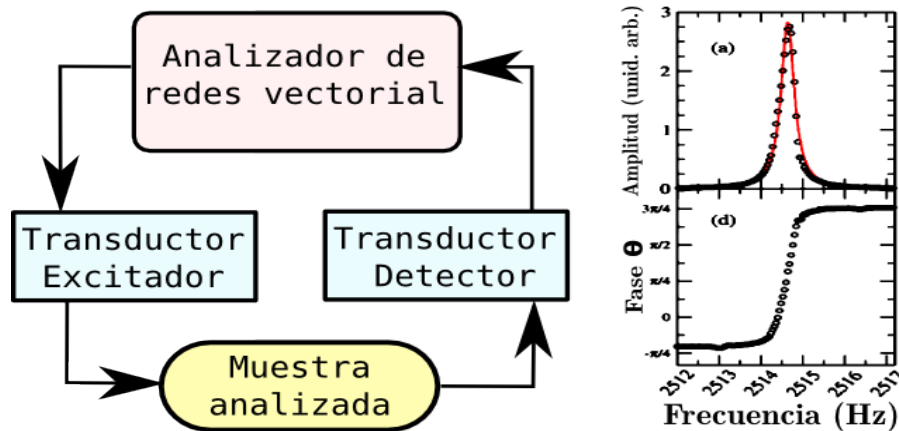 Analizador de
redes vectorial
Transductor
Excitador
Transductor
Detector
Muestra
analizada
Amplitud (unid. arb.)
3
2
1
0
(a)
Fase Θ
3π/4
π/2
π/4
0
-π/4
(d)
2512
2513
2514
2515
2516
2517
Frecuencia (Hz)